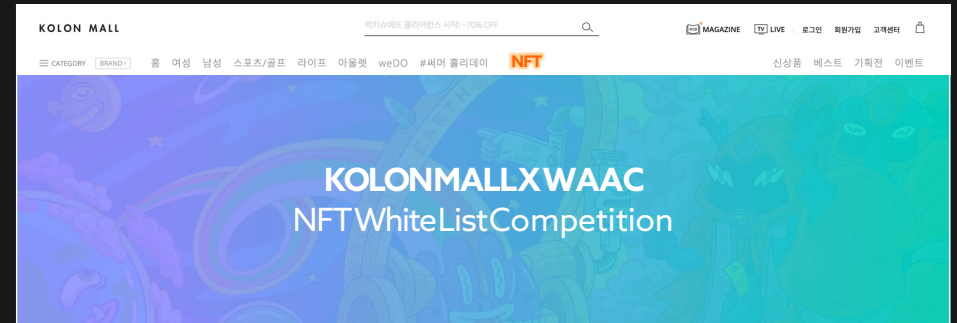 KOLON MALL
럭키슈에뜨 클리어런스 시작! ~70% OFF
OLO MAGAZINE TV LIVE 로그인 회원가입 고객센터
CATEGORY BRAND > 홈 여성 남성 스포츠/골프 라이프 아울렛 weDO #써머 홀리데이 NFT 신상품 베스트 기획전 이벤트
EARTH
KOLONMALLXWAAC
NFTWhiteListCompetition